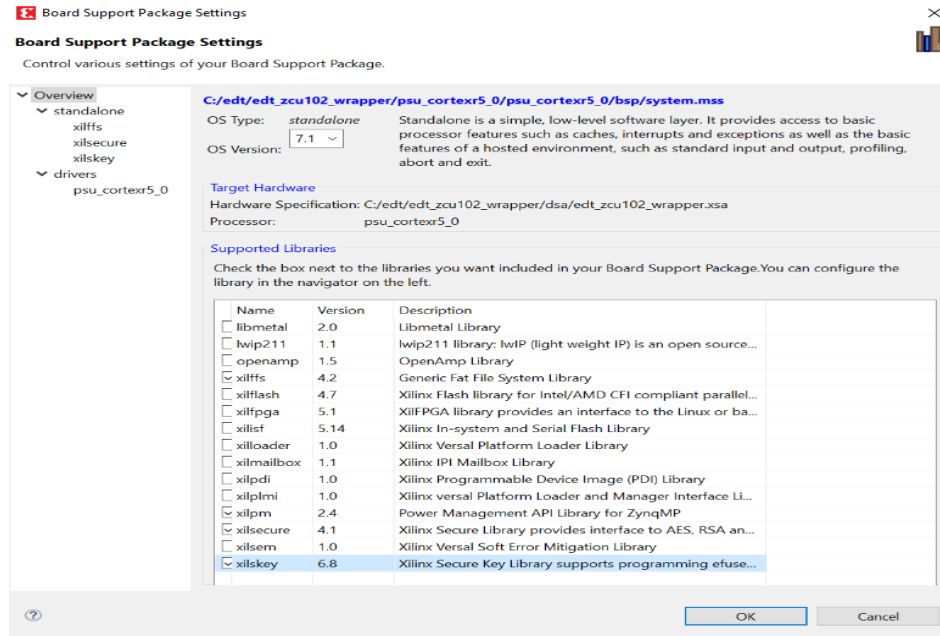 Board Support Package Settings
Board Support Package Settings
Control various settings of your Board Support Package.
Overview
standalone
xilffs
xilsecure
xilskey
drivers
psu_cortexr5_0
C:/edt/edt_zcu102_wrapper/psu_cortexr5_0/psu_cortexr5_0/bsp/system.mss
OS Type: standalone
OS Version: 7.1
Standalone is a simple, low-level software layer. It provides access to basic
processor features such as caches, interrupts and exceptions as well as the basic
features of a hosted environment, such as standard input and output, profiling,
abort and exit.
Target Hardware
Hardware Specification: C:/edt/edt_zcu102_wrapper/dsa/edt_zcu102_wrapper.xsa
Processor: psu_cortexr5_0
Supported Libraries
Check the box next to the libraries you want included in your Board Support Package.You can configure the
library in the navigator on the left.
Name Version Description
libmetal 2.0 Libmetal Library
lwip211 1.1 lwip211 library: lwIP (light weight IP) is an open source...
openamp 1.5 OpenAmp Library
xilffs 4.2 Generic Fat File System Library
xilflash 4.7 Xilinx Flash library for Intel/AMD CFI compliant parallel...
xilfpga 5.1 XilFPGA library provides an interface to the Linux or ba...
xilisf 5.14 Xilinx In-system and Serial Flash Library
xilloader 1.0 Xilinx Versal Platform Loader Library
xilmailbox 1.1 Xilinx IPI Mailbox Library
xilpdi 1.0 Xilinx Programmable Device Image (PDI) Library
xilplmi 1.0 Xilinx versal Platform Loader and Manager Interface Li...
xilpm 2.4 Power Management API Library for ZynqMP
xilsecure 4.1 Xilinx Secure Library provides interface to AES, RSA an...
xilsem 1.0 Xilinx Versal Soft Error Mitigation Library
xilskey 6.8 Xilinx Secure Key Library supports programming efuse...
?
OK
Cancel